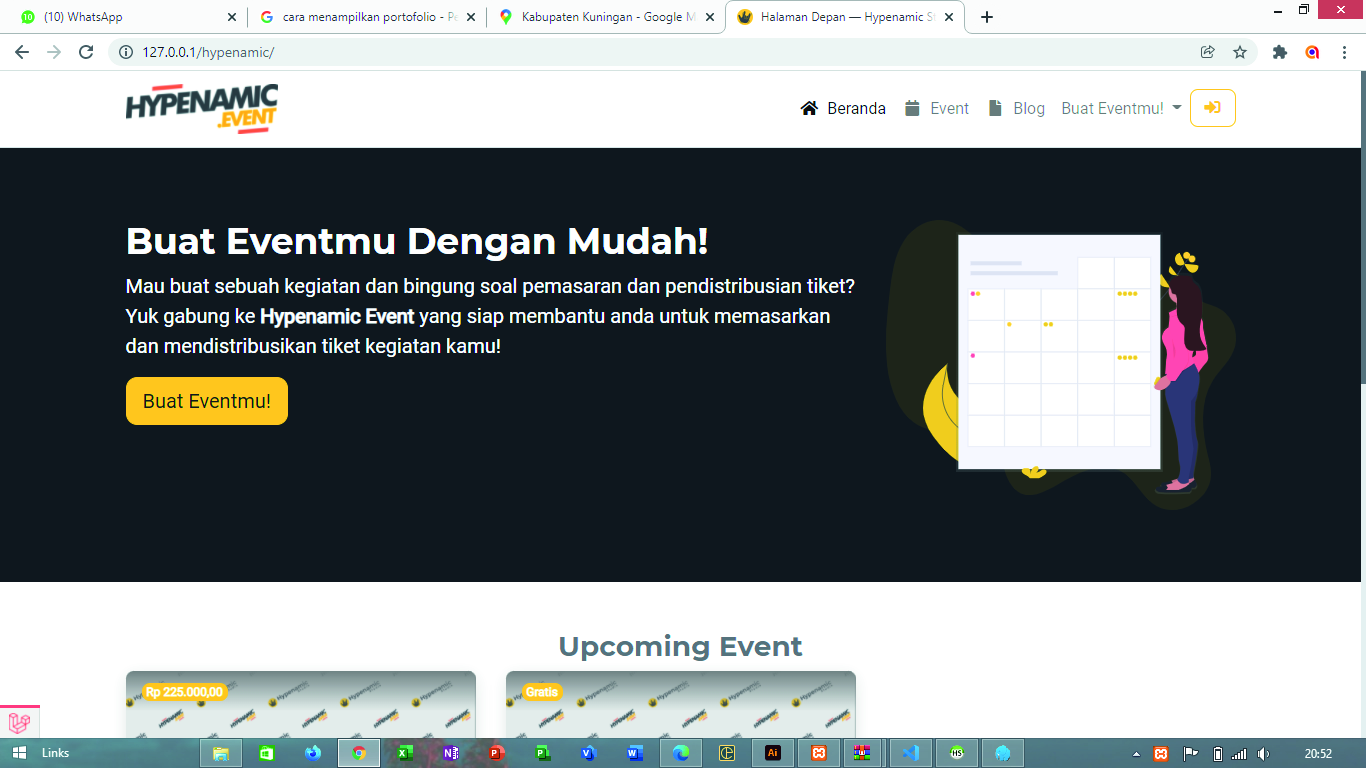 (10) WhatsApp
cara menampilkan portofolio - Pe
Kabupaten Kuningan - Google M
Halaman Depan — Hypenamic St
127.0.0.1/hypenamic/
HYPENAMIC
.EVENT
Beranda
Event
Blog
Buat Eventmu!
Buat Eventmu Dengan Mudah!
Mau buat sebuah kegiatan dan bingung soal pemasaran dan pendistribusian tiket?
Yuk gabung ke Hypenamic Event yang siap membantu anda untuk memasarkan
dan mendistribusikan tiket kegiatan kamu!
Buat Eventmu!
Upcoming Event
Rp 225.000,00
Gratis
Links
20:52